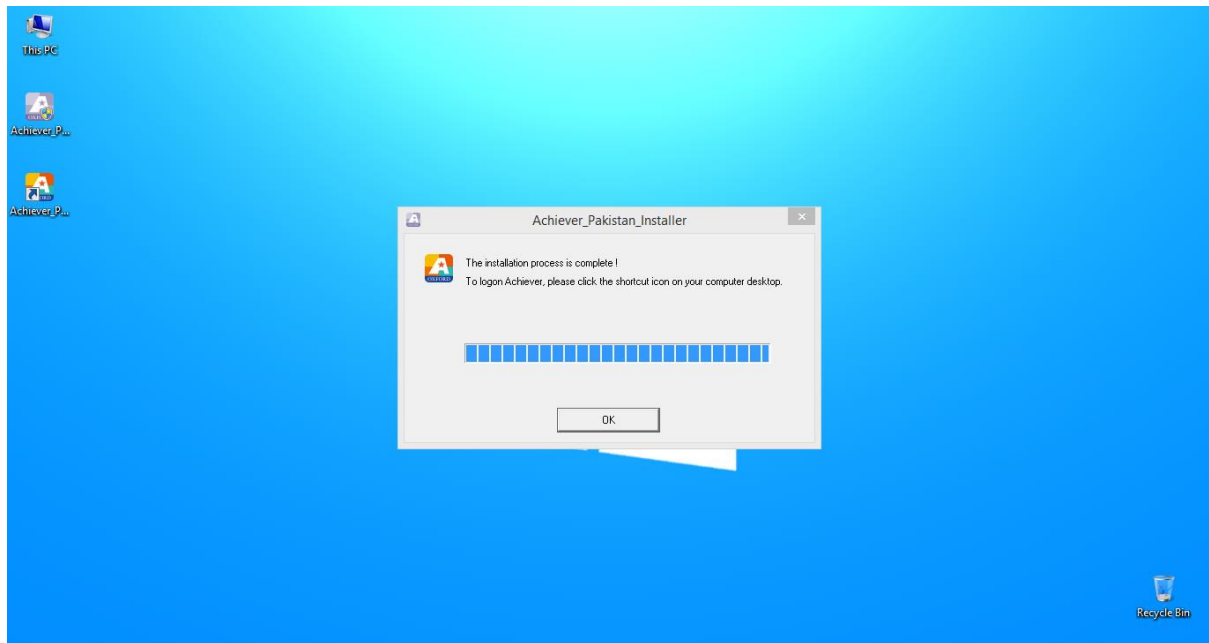 This PC
Achiever_P...
Achiever_P...
Achiever_Pakistan_Installer
The installation process is complete !
To logon Achiever, please click the shortcut icon on your computer desktop.
OXFORD
OK
Recycle Bin